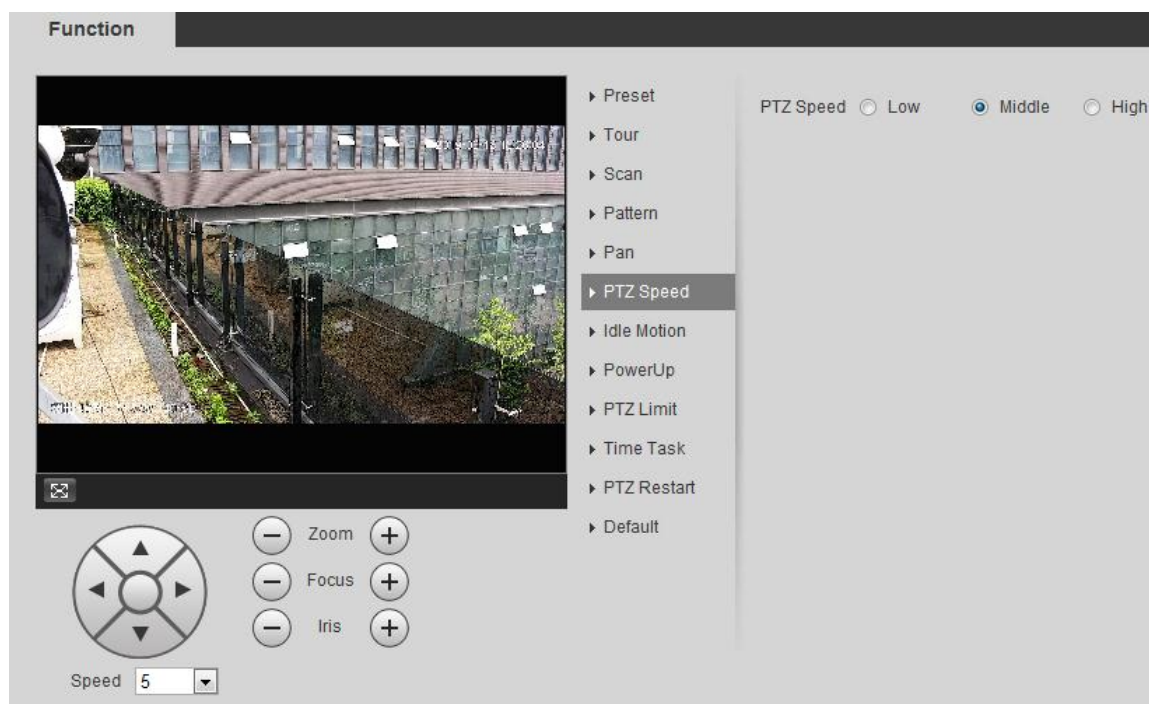 Function
Preset
Tour
Scan
Pattern
Pan
PTZ Speed
Idle Motion
PowerUp
PTZ Limit
Time Task
PTZ Restart
Default
PTZ Speed Low Middle High
Zoom
Focus
Iris
Speed 5